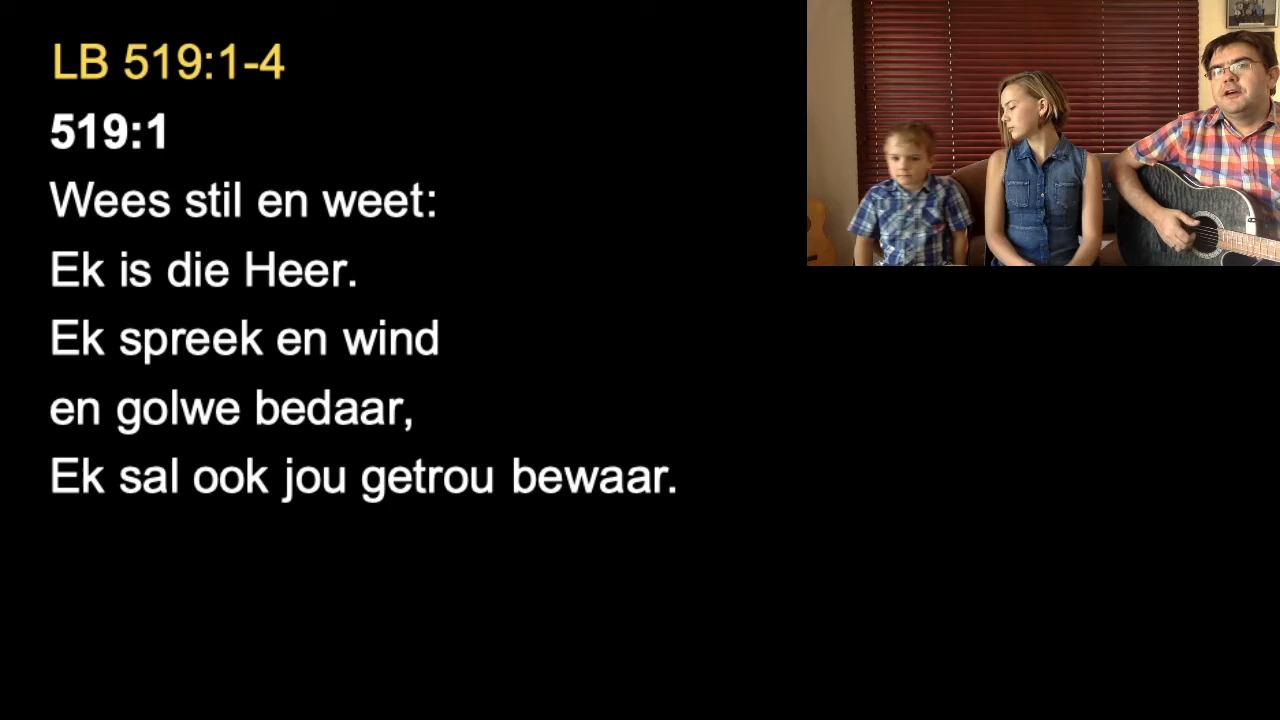 LB 519:1-4
519:1
Wees stil en weet:
Ek is die Heer.
Ek spreek en wind
en golwe bedaar,
Ek sal ook jou getrou bewaar.